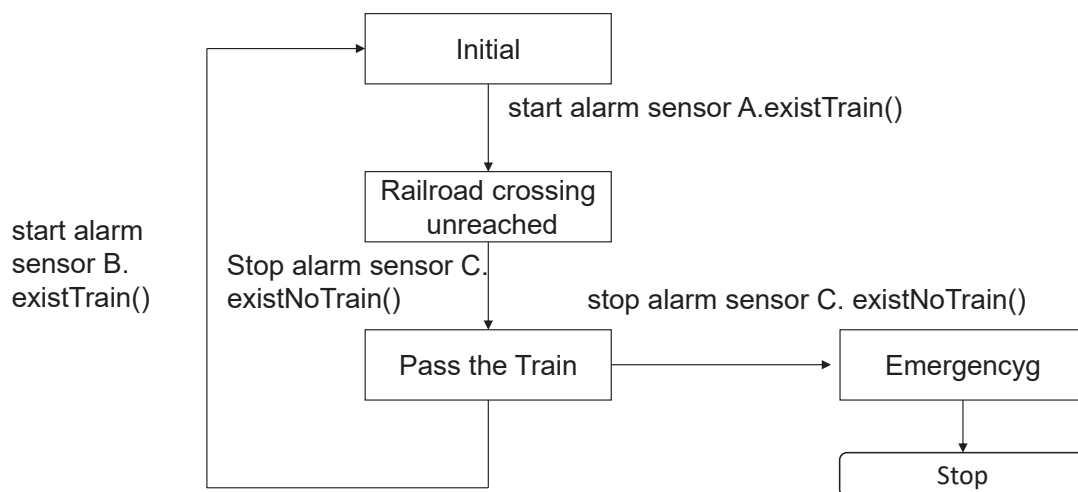 Initial
start alarm sensor A.existTrain()
Railroad crossing
unreached
start alarm
sensor B.
existTrain()
Stop alarm sensor C.
existNoTrain()
stop alarm sensor C. existNoTrain()
Pass the Train
Emergencyg
Stop